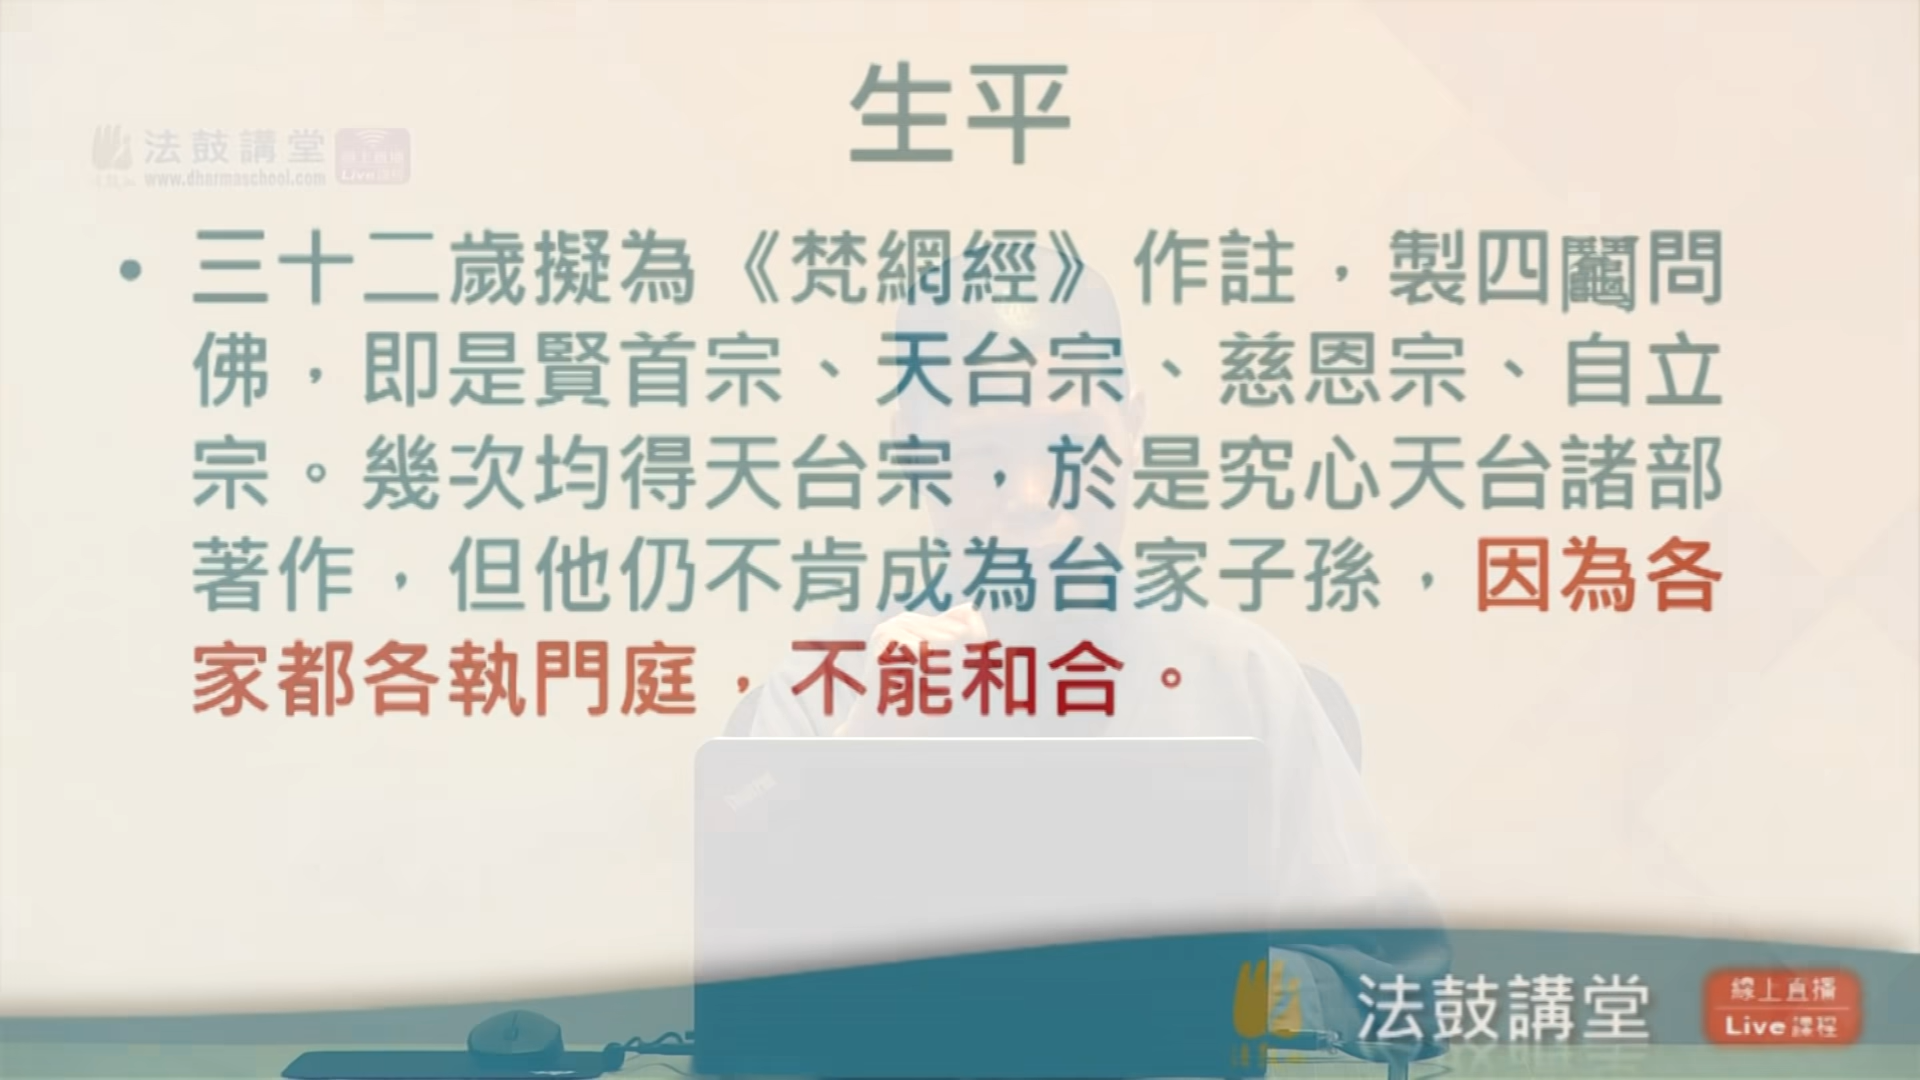 生平
法鼓講堂
www.dharmaschool.com
Live
• 三十二歲擬為《梵網經》作註，製四鬮問
佛，即是賢首宗、天台宗、慈恩宗、自立
宗。幾次均得天台宗，於是究心天台諸部
著作，但他仍不肯成為台家子孫，因為各
家都各執門庭，不能和合。
法鼓講堂
線上直播
Live 課程